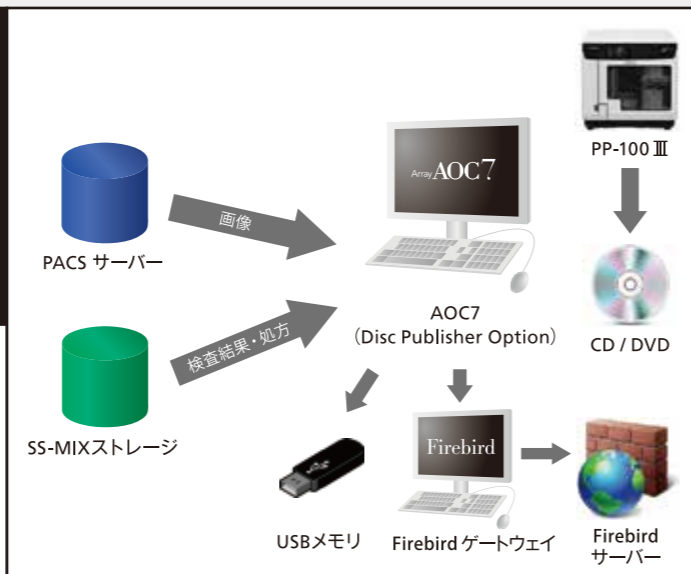 PP-100 Ⅲ
Array AOC7
画像
PACS サーバー
AOC7
（Disc Publisher Option）
CD / DVD
検査結果・処方
SS-MIXストレージ
Firebird
USBメモリ
Firebird ゲートウェイ
Firebird
サーバー